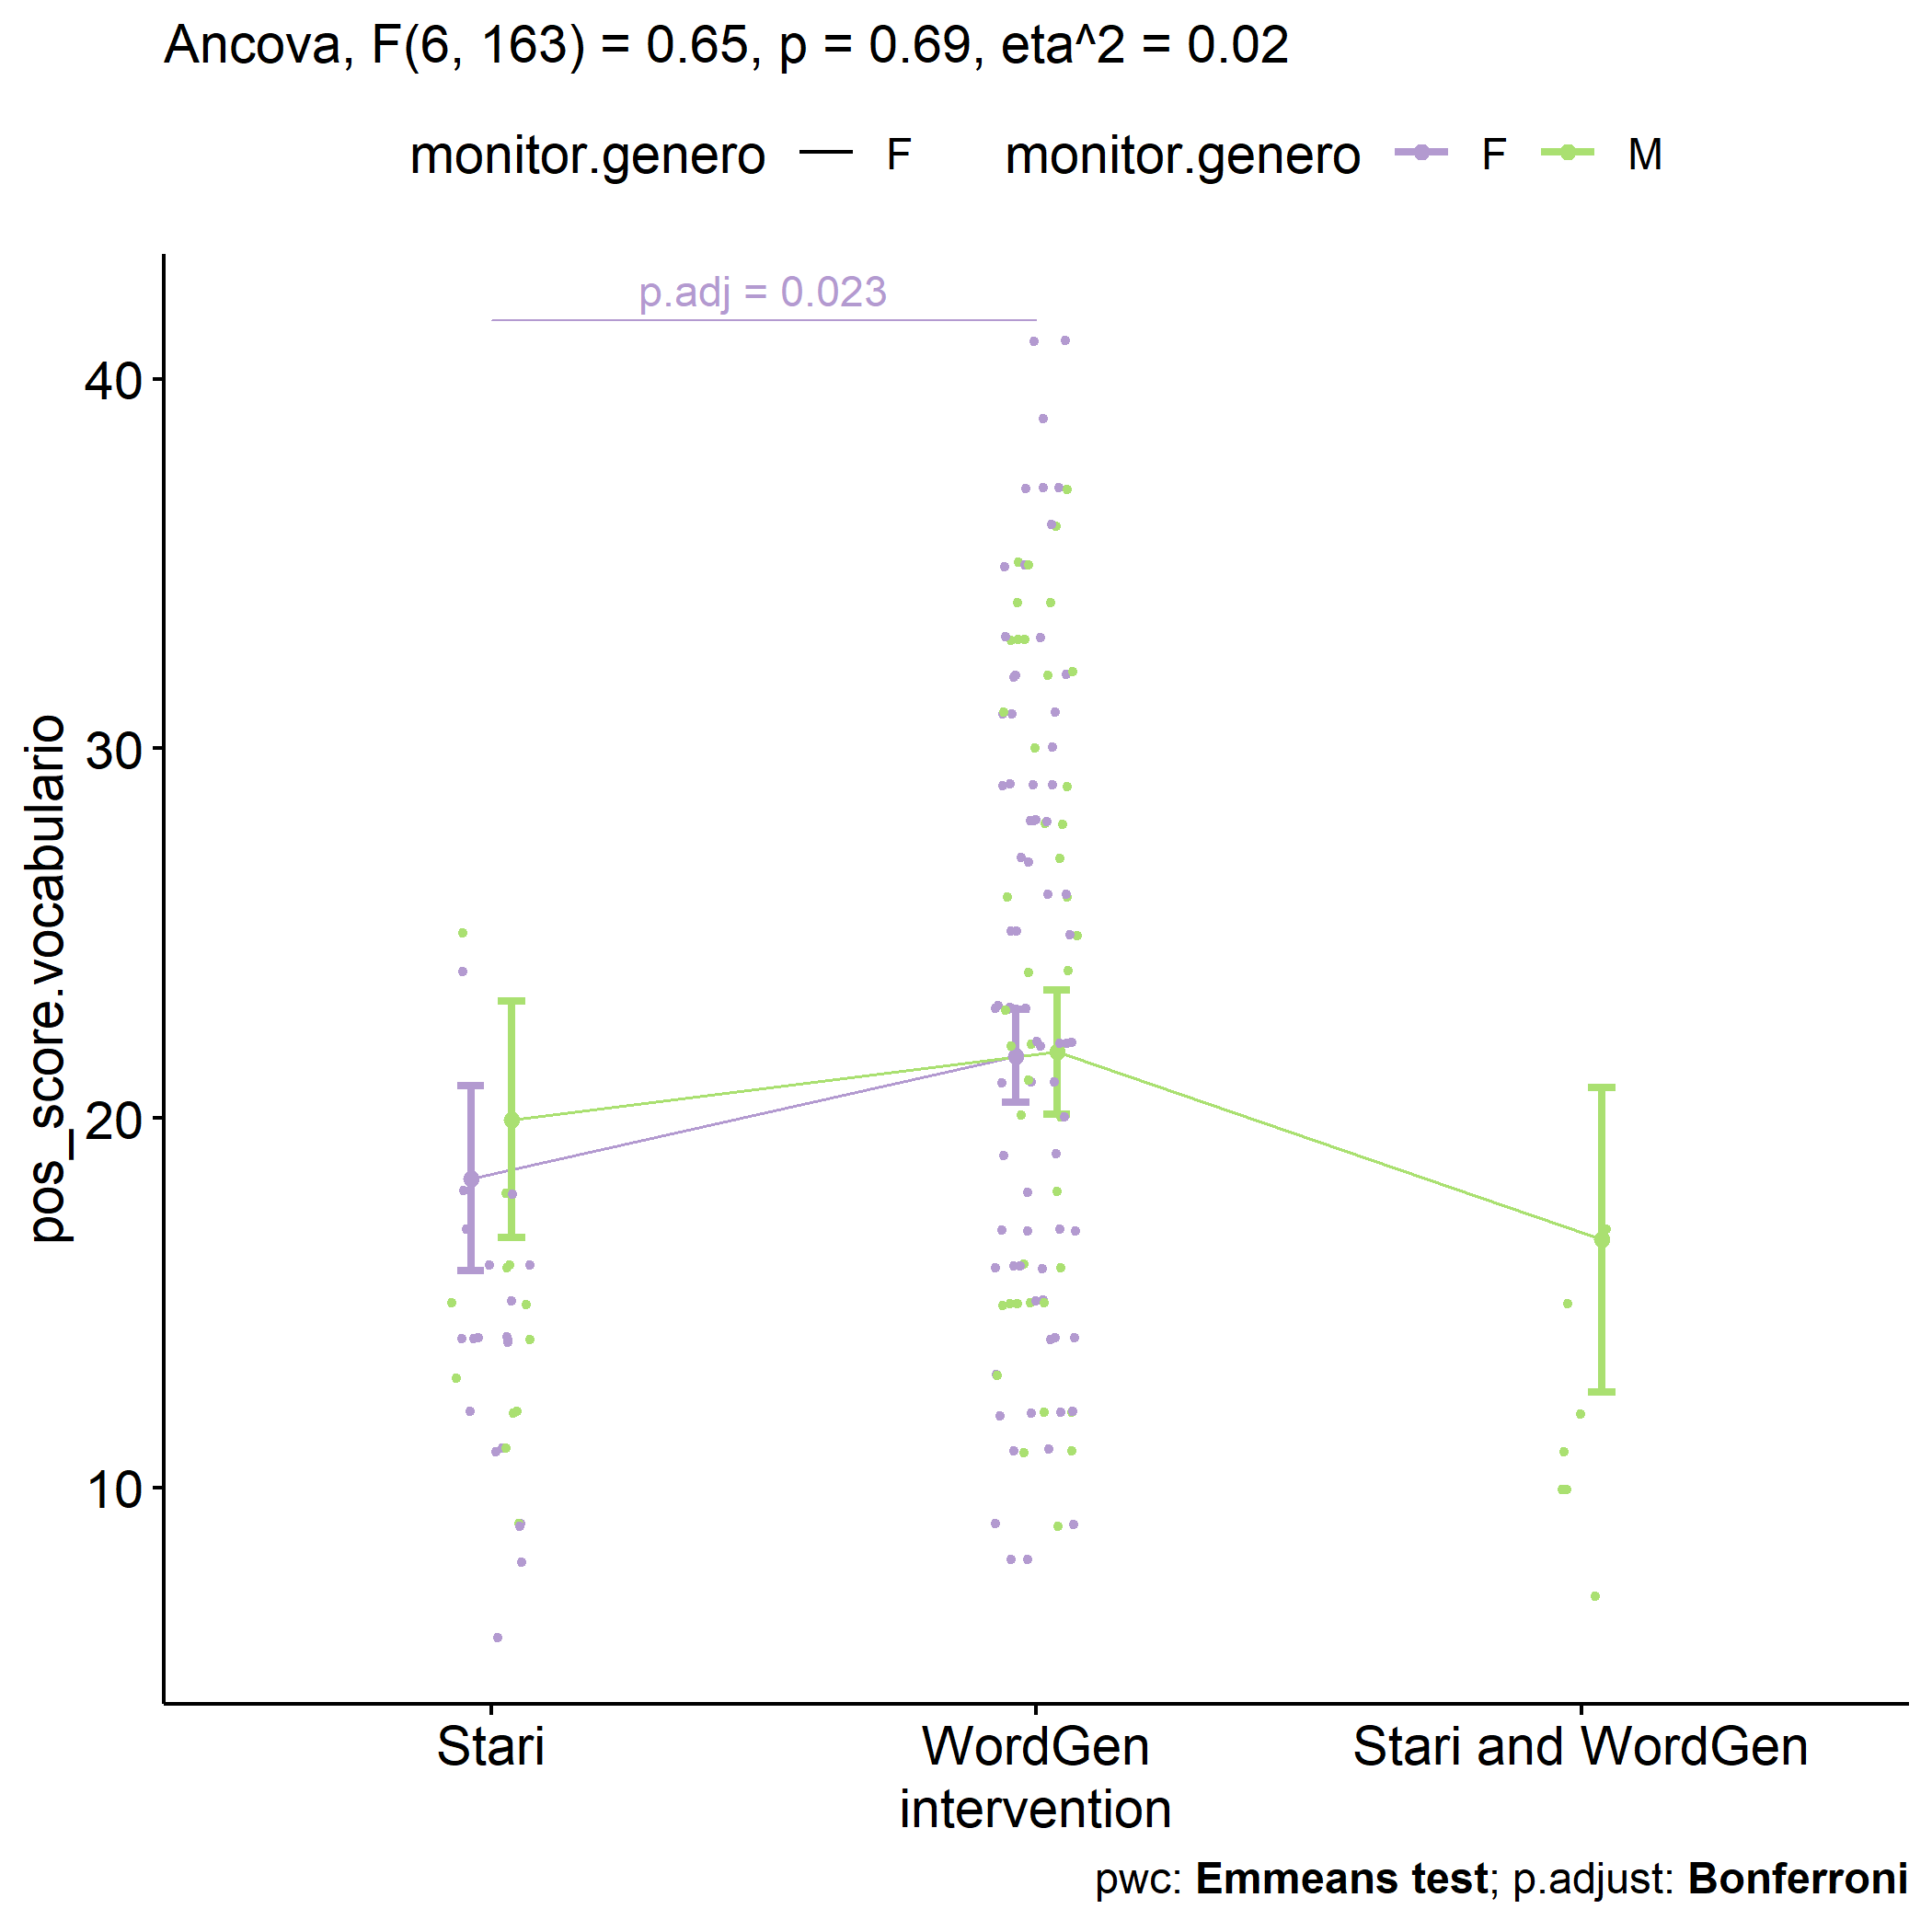 Ancova, F(6, 163) = 0.65, p = 0.69, eta^2 = 0.02
monitor.genero F monitor.genero F M
p.adj = 0.023
40
30
20
10
pos_score.vocabulario
Stari WordGen Stari and WordGen
intervention
pwc: Emmeans test; p.adjust: Bonferroni